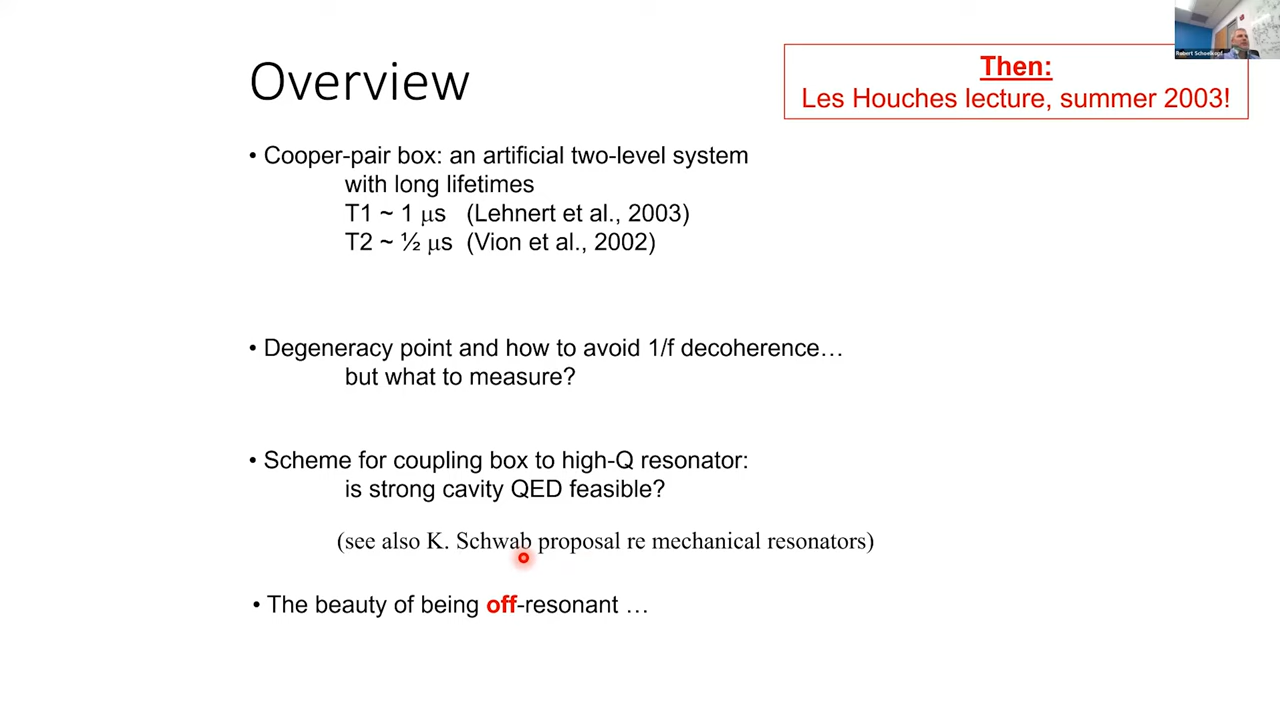 Robert Schoelkopf
Overview
Then:
Les Houches lecture, summer 2003!
• Cooper-pair box: an artificial two-level system
with long lifetimes
T1 ~ 1 μs (Lehnert et al., 2003)
T2 ~ ½ μs (Vion et al., 2002)
• Degeneracy point and how to avoid 1/f decoherence…
but what to measure?
• Scheme for coupling box to high-Q resonator:
is strong cavity QED feasible?
(see also K. Schwab proposal re mechanical resonators)
• The beauty of being off-resonant …